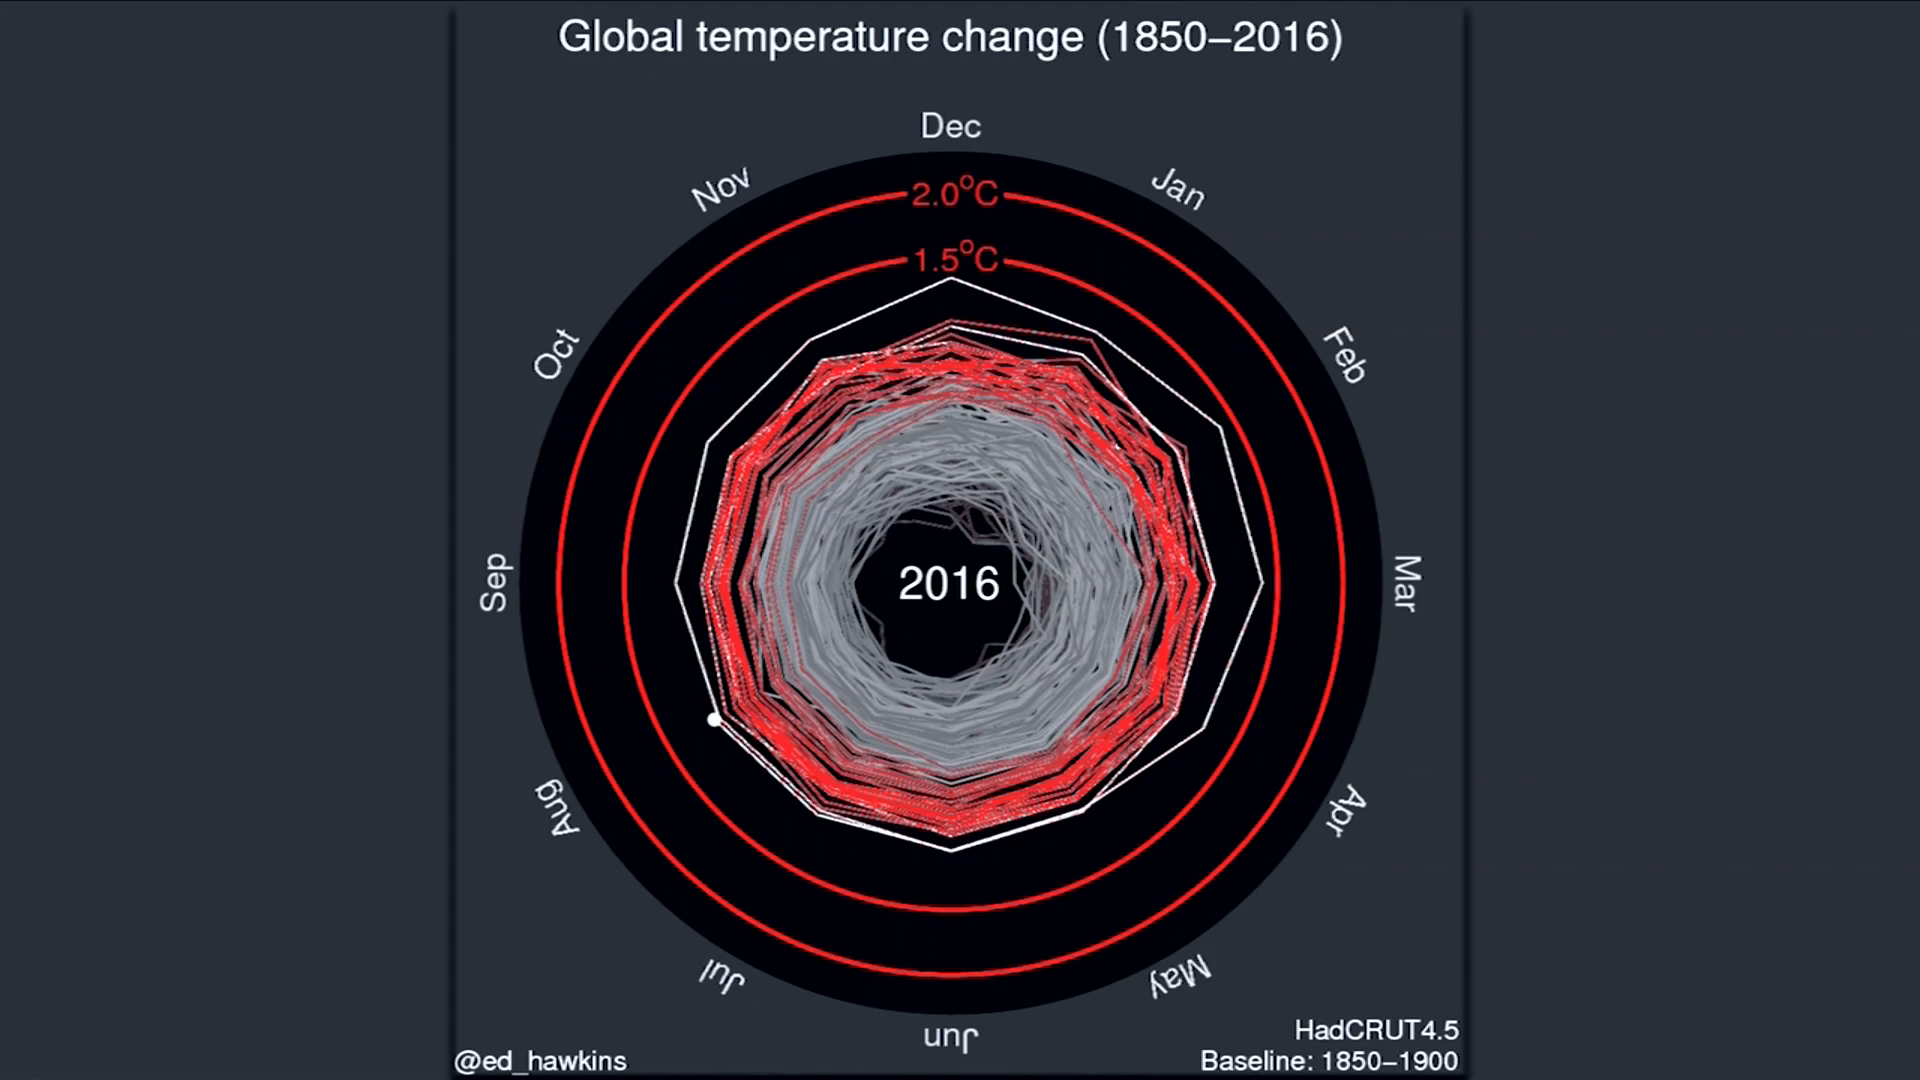 Global temperature change (1850–2016)
Dec
Nov
Jan
2.0°C
1.5°C
Oct
Feb
Sep
2016
Mar
Aug
Apr
Jul
May
Jun
HadCRUT4.5
@ed_hawkins
Baseline: 1850–1900